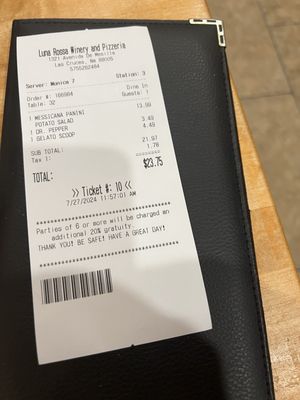 Luna Rossa Winery and Pizzeria
1321 Avenida De Mesilla
Las Cruces, NM 88005
5755262484
Server: Monica 7 Station: 3
Order #: 166984 Dine In
Table: 32 Guests: 1
1 MESSICANA PANINI 13.99
POTATO SALAD
1 DR. PEPPER 3.49
1 GELATO SCOOP 4.49
SUB TOTAL: 21.97
Tax 1: 1.78
TOTAL: $23.75
>> Ticket #: 10 <<
7/27/2024 11:57:01 AM
Parties of 6 or more will be charged an
additional 20% gratuity.
THANK YOU! BE SAFE! HAVE A GREAT DAY!